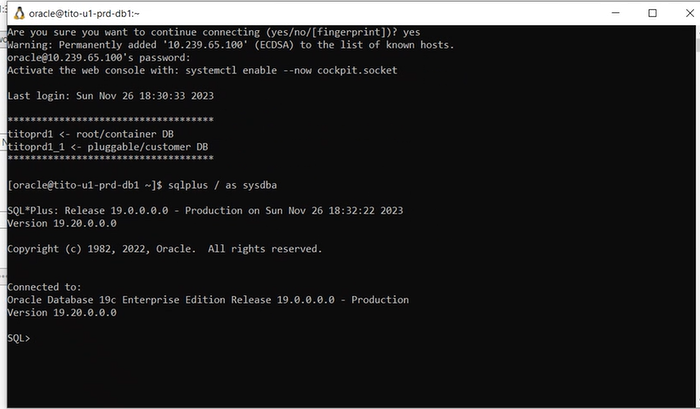 oracle@tito-u1-prd-db1:~
Are you sure you want to continue connecting (yes/no/[fingerprint])? yes
Warning: Permanently added '10.239.65.100' (ECDSA) to the list of known hosts.
oracle@10.239.65.100's password:
Activate the web console with: systemctl enable --now cockpit.socket
Last login: Sun Nov 26 18:30:33 2023
***********************************
titoprd1 <- root/container DB
titoprd1_1 <- pluggable/customer DB
***********************************
[oracle@tito-u1-prd-db1 ~]$ sqlplus / as sysdba
SQL*Plus: Release 19.0.0.0.0 - Production on Sun Nov 26 18:32:22 2023
Version 19.20.0.0.0
Copyright (c) 1982, 2022, Oracle.  All rights reserved.
Connected to:
Oracle Database 19c Enterprise Edition Release 19.0.0.0.0 - Production
Version 19.20.0.0.0
SQL>